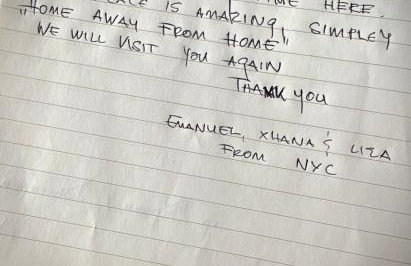 HERE.
IS AMAZING, SIMPLEY
"HOME AWAY FROM HOME"
WE WILL VISIT YOU AGAIN
THANK YOU
EMANUEL, XHANA & LIZA
FROM NYC